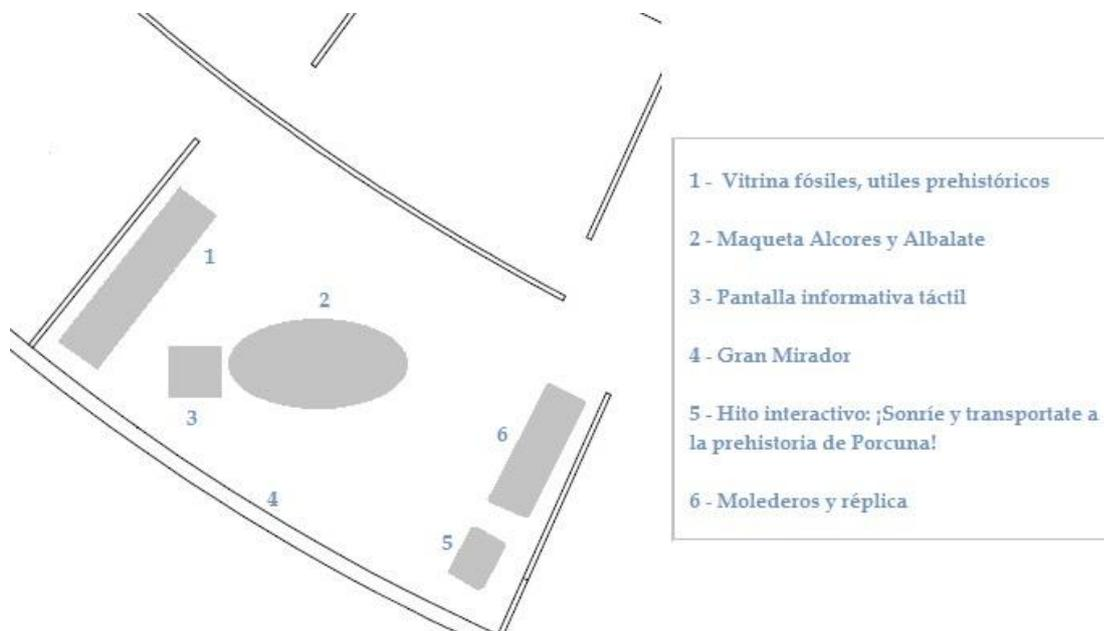 1
2
3
4
5
6
1 - Vitrina fósiles, utiles prehistóricos
2 - Maqueta Alcores y Albalate
3 - Pantalla informativa táctil
4 - Gran Mirador
5 - Hito interactivo: ¡Sonríe y transportate a
la prehistoria de Porcuna!
6 - Molederos y réplica